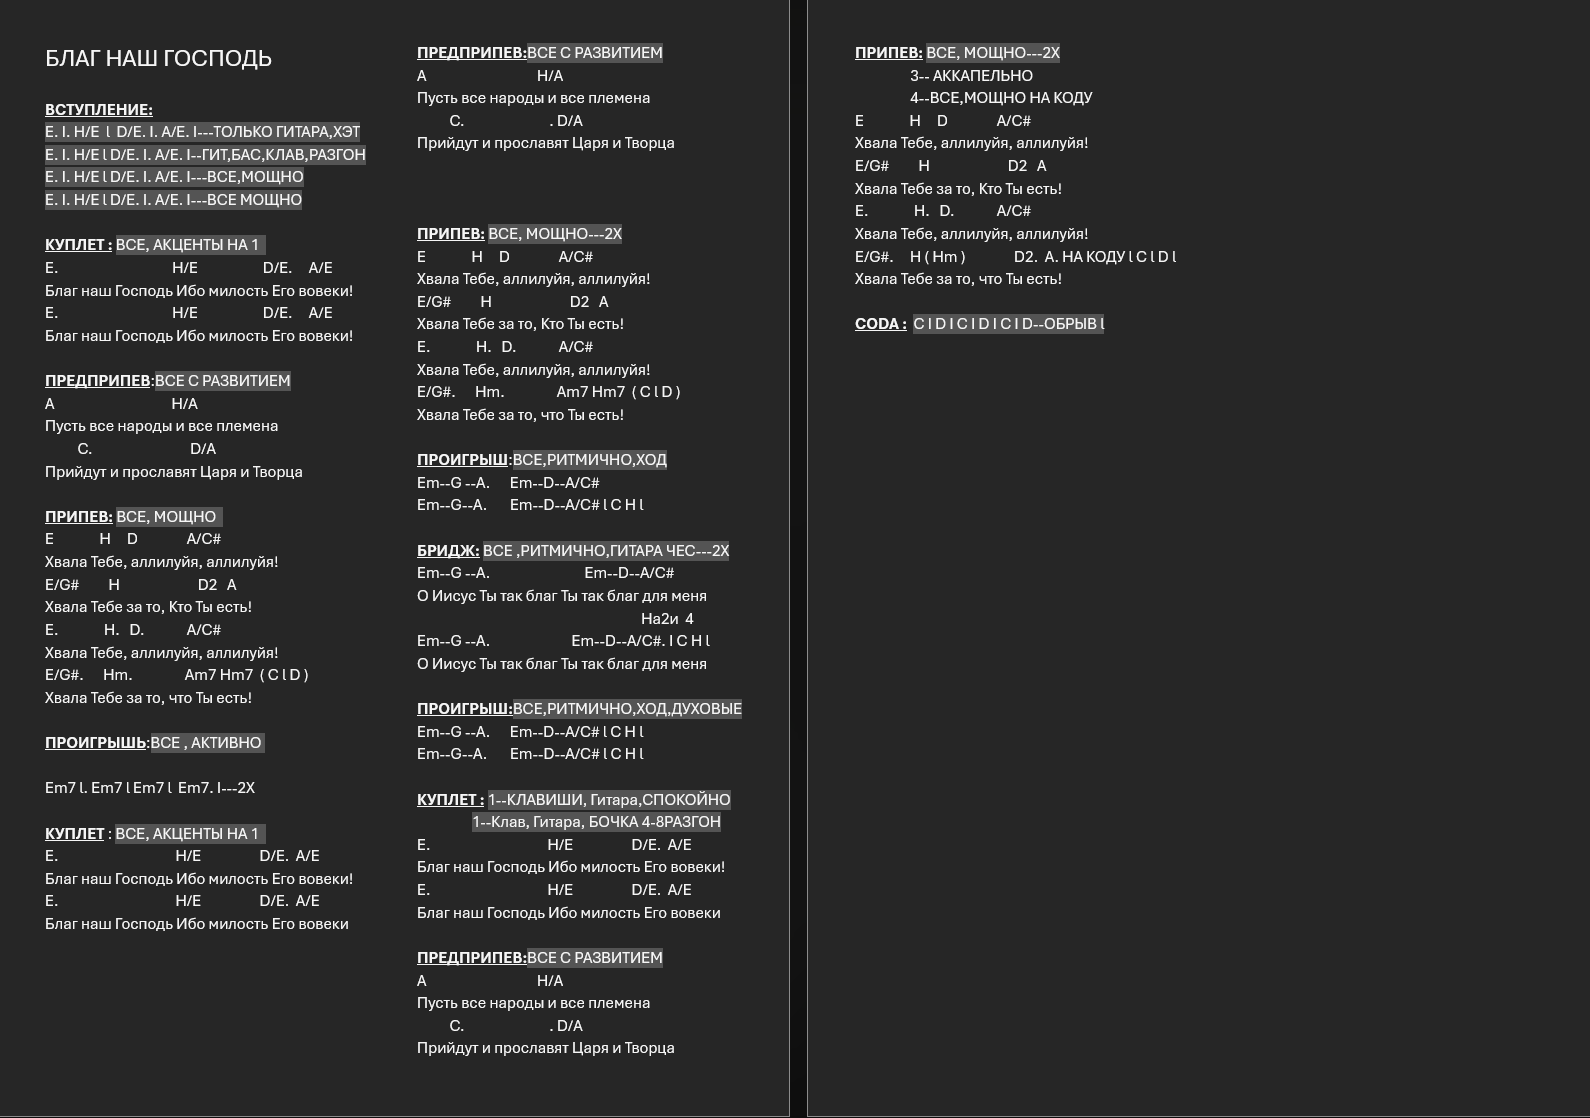 БЛАГ НАШ ГОСПОДЬ
ВСТУПЛЕНИЕ:
E. I. H/E l D/E. I. A/E. I---ТОЛЬКО ГИТАРА,ХЭТ
E. I. H/E l D/E. I. A/E. I--ГИТ,БАС,КЛАВ,РАЗГОН
E. I. H/E l D/E. I. A/E. I---ВСЕ,МОЩНО
E. I. H/E l D/E. I. A/E. I---ВСЕ МОЩНО
КУПЛЕТ : ВСЕ, АКЦЕНТЫ НА 1
E. H/E D/E. A/E
Благ наш Господь Ибо милость Его вовеки!
E. H/E D/E. A/E
Благ наш Господь Ибо милость Его вовеки!
ПРЕДПРИПЕВ:ВСЕ С РАЗВИТИЕМ
A H/A
Пусть все народы и все племена
C. D/A
Прийдут и прославят Царя и Творца
ПРИПЕВ: ВСЕ, МОЩНО
E H D A/C#
Хвала Тебе, аллилуйя, аллилуйя!
E/G# H D2 A
Хвала Тебе за то, Кто Ты есть!
E. H. D. A/C#
Хвала Тебе, аллилуйя, аллилуйя!
E/G#. Hm. Am7 Hm7 ( C l D )
Хвала Тебе за то, что Ты есть!
ПРОИГРЫШЬ:ВСЕ , АКТИВНО
Em7 l. Em7 l Em7 l Em7. I---2X
КУПЛЕТ : ВСЕ, АКЦЕНТЫ НА 1
E. H/E D/E. A/E
Благ наш Господь Ибо милость Его вовеки!
E. H/E D/E. A/E
Благ наш Господь Ибо милость Его вовеки
ПРЕДПРИПЕВ:ВСЕ С РАЗВИТИЕМ
A H/A
Пусть все народы и все племена
C. . D/A
Прийдут и прославят Царя и Творца
ПРИПЕВ: ВСЕ, МОЩНО---2X
E H D A/C#
Хвала Тебе, аллилуйя, аллилуйя!
E/G# H D2 A
Хвала Тебе за то, Кто Ты есть!
E. H. D. A/C#
Хвала Тебе, аллилуйя, аллилуйя!
E/G#. Hm. Am7 Hm7 ( C l D )
Хвала Тебе за то, что Ты есть!
ПРОИГРЫШ:ВСЕ,РИТМИЧНО,ХОД
Em--G --A. Em--D--A/C#
Em--G--A. Em--D--A/C# l C H l
БРИДЖ: ВСЕ ,РИТМИЧНО,ГИТАРА ЧЕС---2X
Em--G --A. Em--D--A/C#
О Иисус Ты так благ Ты так благ для меня
На2и 4
Em--G --A. Em--D--A/C#. I C H l
О Иисус Ты так благ Ты так благ для меня
ПРОИГРЫШ:ВСЕ,РИТМИЧНО,ХОД,ДУХОВЫЕ
Em--G --A. Em--D--A/C# l C H l
Em--G--A. Em--D--A/C# l C H l
КУПЛЕТ : 1--КЛАВИШИ, Гитара,СПОКОЙНО
1--Клав, Гитара, БОЧКА 4-8РАЗГОН
E. H/E D/E. A/E
Благ наш Господь Ибо милость Его вовеки!
E. H/E D/E. A/E
Благ наш Господь Ибо милость Его вовеки
ПРЕДПРИПЕВ:ВСЕ С РАЗВИТИЕМ
A H/A
Пусть все народы и все племена
C. . D/A
Прийдут и прославят Царя и Творца
ПРИПЕВ: ВСЕ, МОЩНО---2X
3-- АККАПЕЛЬНО
4--ВСЕ,МОЩНО НА КОДУ
E H D A/C#
Хвала Тебе, аллилуйя, аллилуйя!
E/G# H D2 A
Хвала Тебе за то, Кто Ты есть!
E. H. D. A/C#
Хвала Тебе, аллилуйя, аллилуйя!
E/G#. H ( Hm ) D2. A. НА КОДУ l C l D l
Хвала Тебе за то, что Ты есть!
CODA : C I D I C I D I C I D--ОБРЫВ l